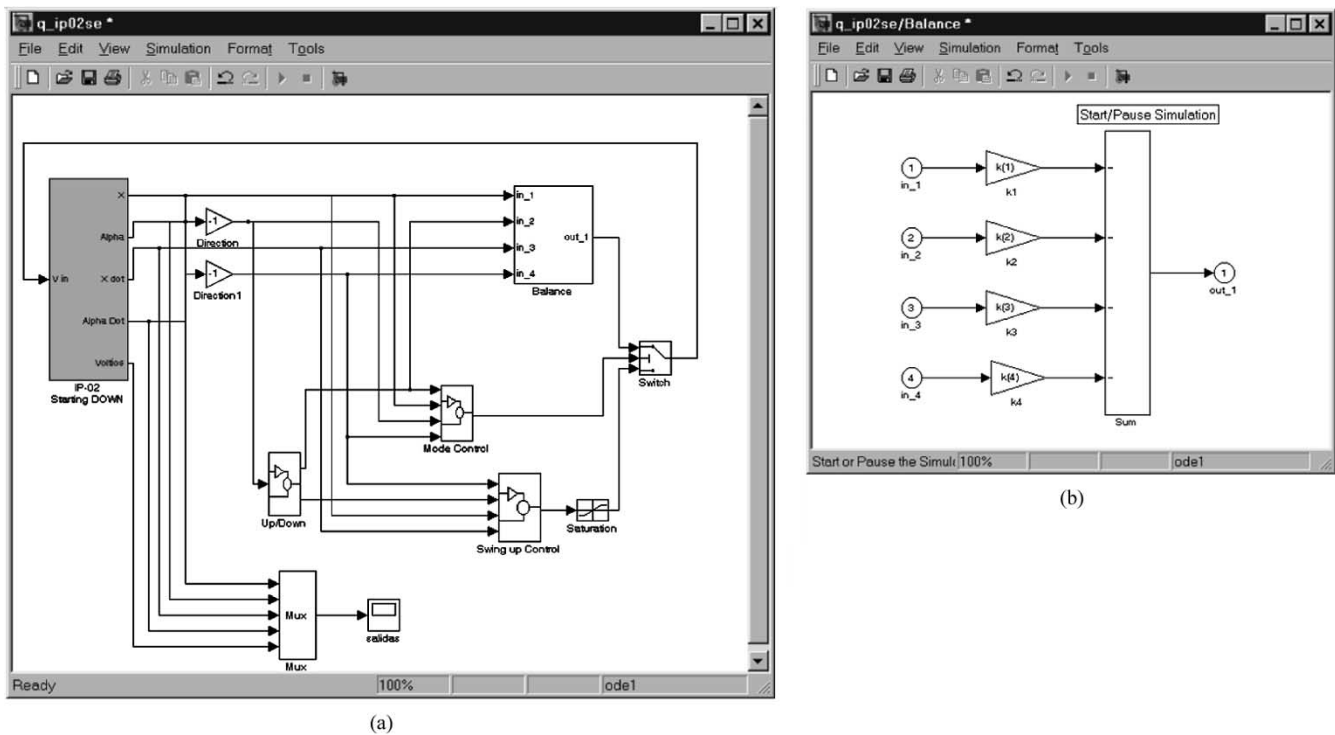 q_ip02se *
File Edit View Simulation Format Tools
X
Alpha
X dot
Alpha Dot
Voltios
V in
IP-02
Starting DOWN
-1
Direction
-1
Direction1
in_1
in_2
in_3
in_4
out_1
Balance
Switch
Mode Control
Up/Down
Swing up Control
Saturation
Mux
Mux
salidas
Ready 100% ode1
(a)
q_ip02se/Balance *
File Edit View Simulation Format Tools
Start/Pause Simulation
1
in_1
k(1)
k1
-
2
in_2
k(2)
k2
-
3
in_3
k(3)
k3
-
4
in_4
k(4)
k4
-
Sum
1
out_1
Start or Pause the Simul 100% ode1
(b)